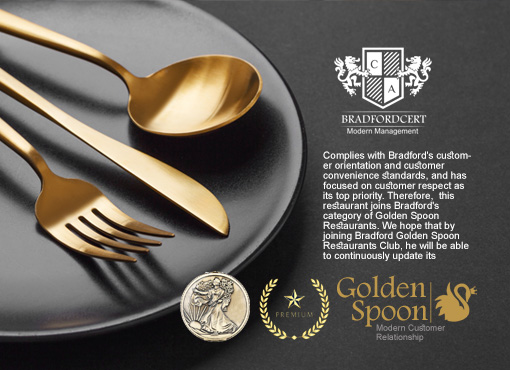 C
A
BRADFORDCERT
Modern Management
Complies with Bradford's custom-
er orientation and customer
convenience standards, and has
focused on customer respect as
its top priority. Therefore, this
restaurant joins Bradford's
category of Golden Spoon
Restaurants. We hope that by
joining Bradford Golden Spoon
Restaurants Club, he will be able
to continuously update its
PREMIUM
Golden
Spoon
Modern Customer
Relationship